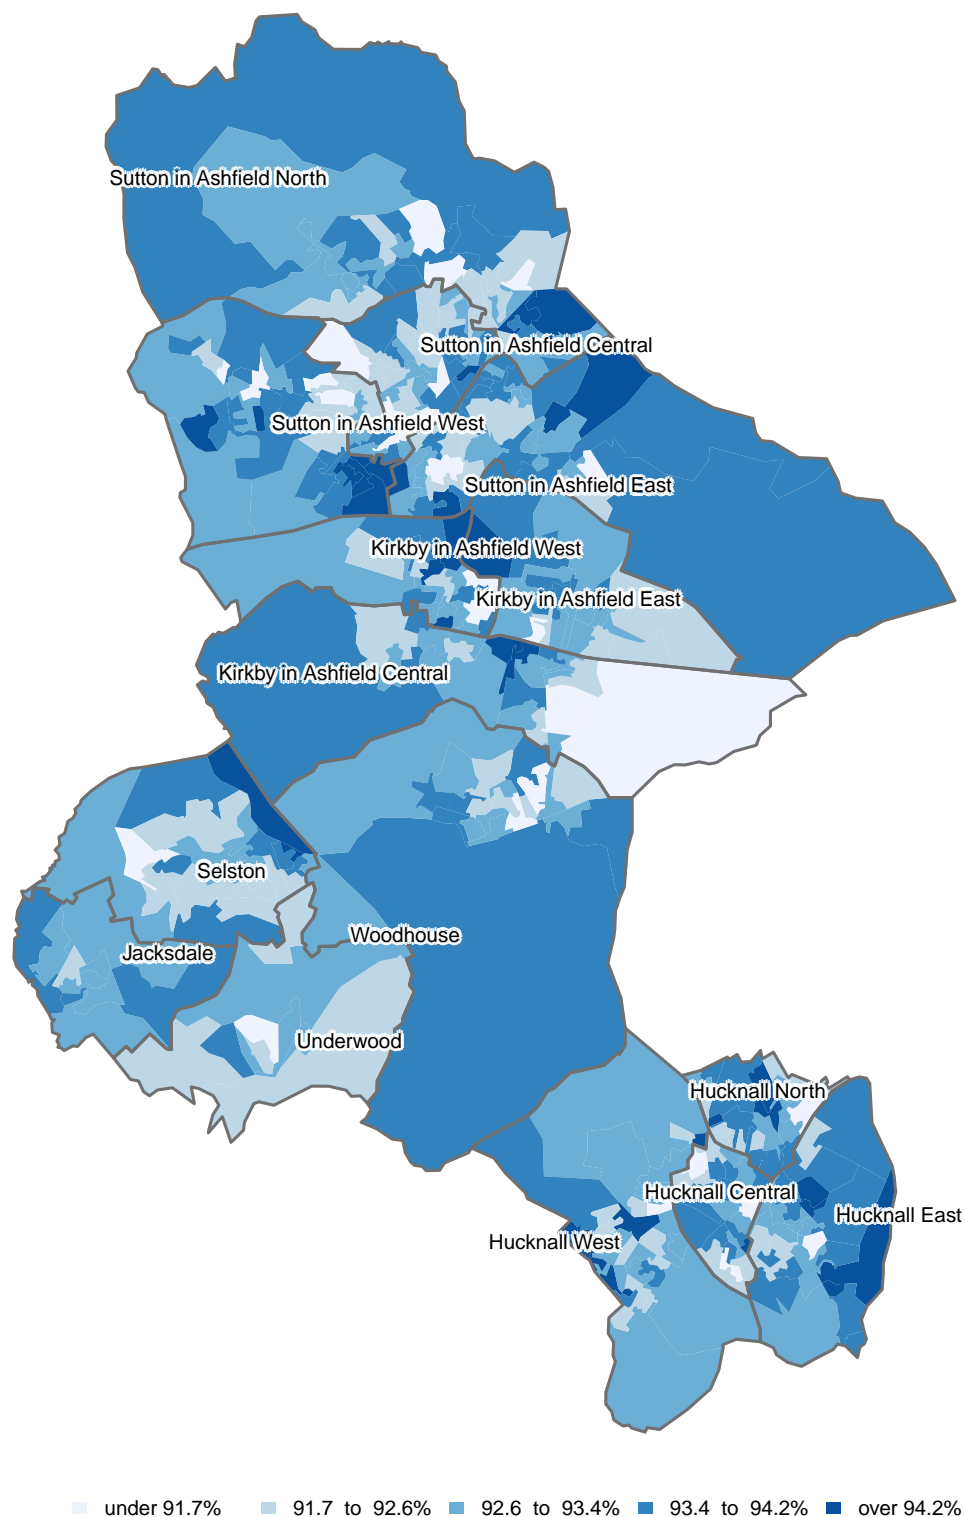 Sutton in Ashfield North
Sutton in Ashfield Central
Sutton in Ashfield West
Sutton in Ashfield East
Kirkby in Ashfield West
Kirkby in Ashfield East
Kirkby in Ashfield Central
Selston
Woodhouse
Jacksdale
Underwood
Hucknall North
Hucknall Central
Hucknall East
Hucknall West
under 91.7% 91.7 to 92.6% 92.6 to 93.4% 93.4 to 94.2% over 94.2%